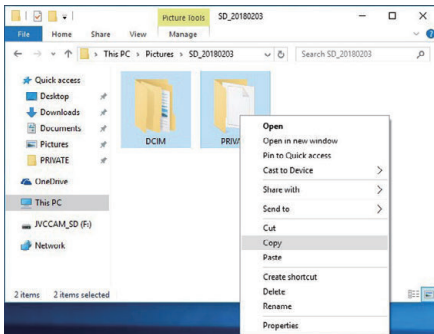 Picture Tools SD_20180203
File Home Share View Manage
This PC > Pictures > SD_20180203
Search SD_20180203
Quick access
Desktop
Downloads
Documents
Pictures
PRIVATE
OneDrive
This PC
JVCCAM_SD (F:)
Network
DCIM
Open
Open in new window
Pin to Quick access
Cast to Device
Share with
Send to
Cut
Copy
Paste
Create shortcut
Delete
Rename
Properties
2 items 2 items selected